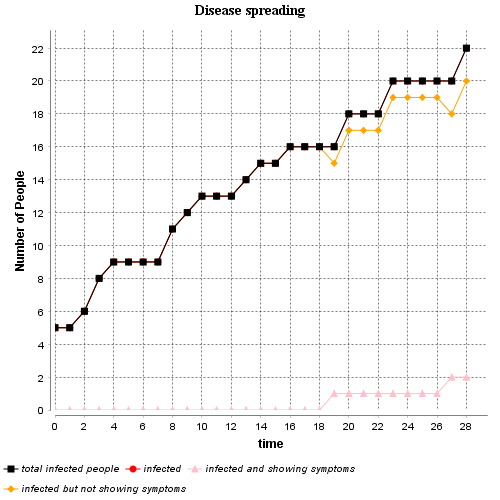 Disease spreading
Number of People
22
20
18
16
14
12
10
8
6
4
2
0
0 2 4 6 8 10 12 14 16 18 20 22 24 26 28
time
total infected people infected infected and showing symptoms
infected but not showing symptoms